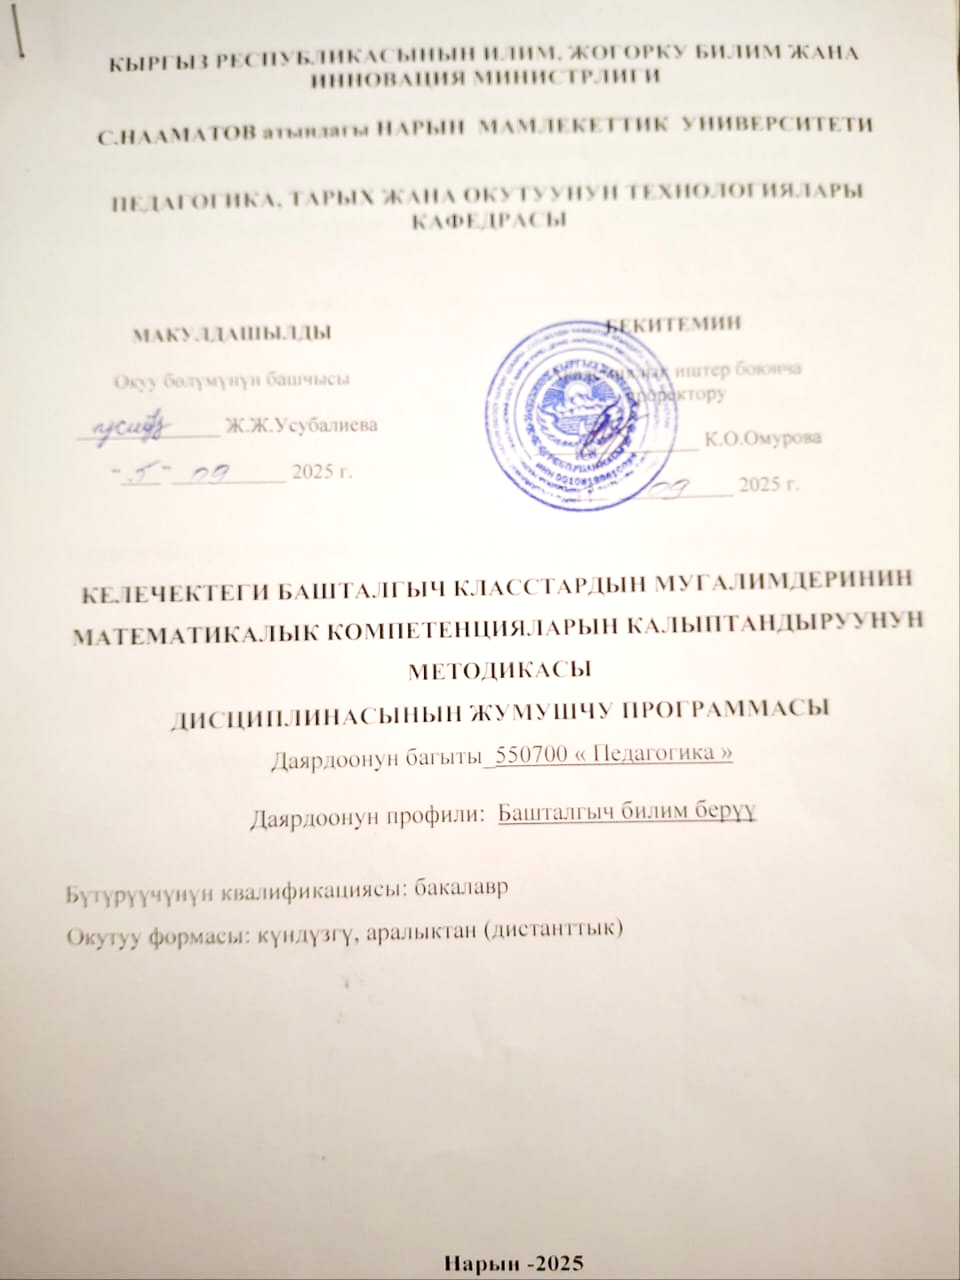 КЫРГЫЗ РЕСПУБЛИКАСЫНЫН ИЛИМ, ЖОГОРКУ БИЛИМ ЖАНА
ИННОВАЦИЯ МИНИСТРЛИГИ
С.НААМАТОВ атындагы НАРЫН МАМЛЕКЕТТИК УНИВЕРСИТЕТИ
ПЕДАГОГИКА, ТАРЫХ ЖАНА ОКУТУУНУН ТЕХНОЛОГИЯЛАРЫ
КАФЕДРАСЫ
МАКУЛДАШЫЛДЫ
Окуу бөлүмүнүн башчысы
Ж.Ж.Усубалиева
"5" 09 2025 г.
БЕКИТЕМИН
иштер боюнча
проректору
К.О.Омурова
09 2025 г.
КЕЛЕЧЕКТЕГИ БАШТАЛГЫЧ КЛАССТАРДЫН МУГАЛИМДЕРИНИН
МАТЕМАТИКАЛЫК КОМПЕТЕНЦИЯЛАРЫН КАЛЫПТАНДЫРУУНУН
МЕТОДИКАСЫ
ДИСЦИПЛИНАСЫНЫН ЖУМУШЧУ ПРОГРАММАСЫ
Даярдоонун багыты_550700 « Педагогика »
Даярдоонун профили: Башталгыч билим берүү
Бүтүрүүчүнүн квалификациясы: бакалавр
Окутуу формасы: күндүзгү, аралыктан (дистанттык)
Нарын -2025